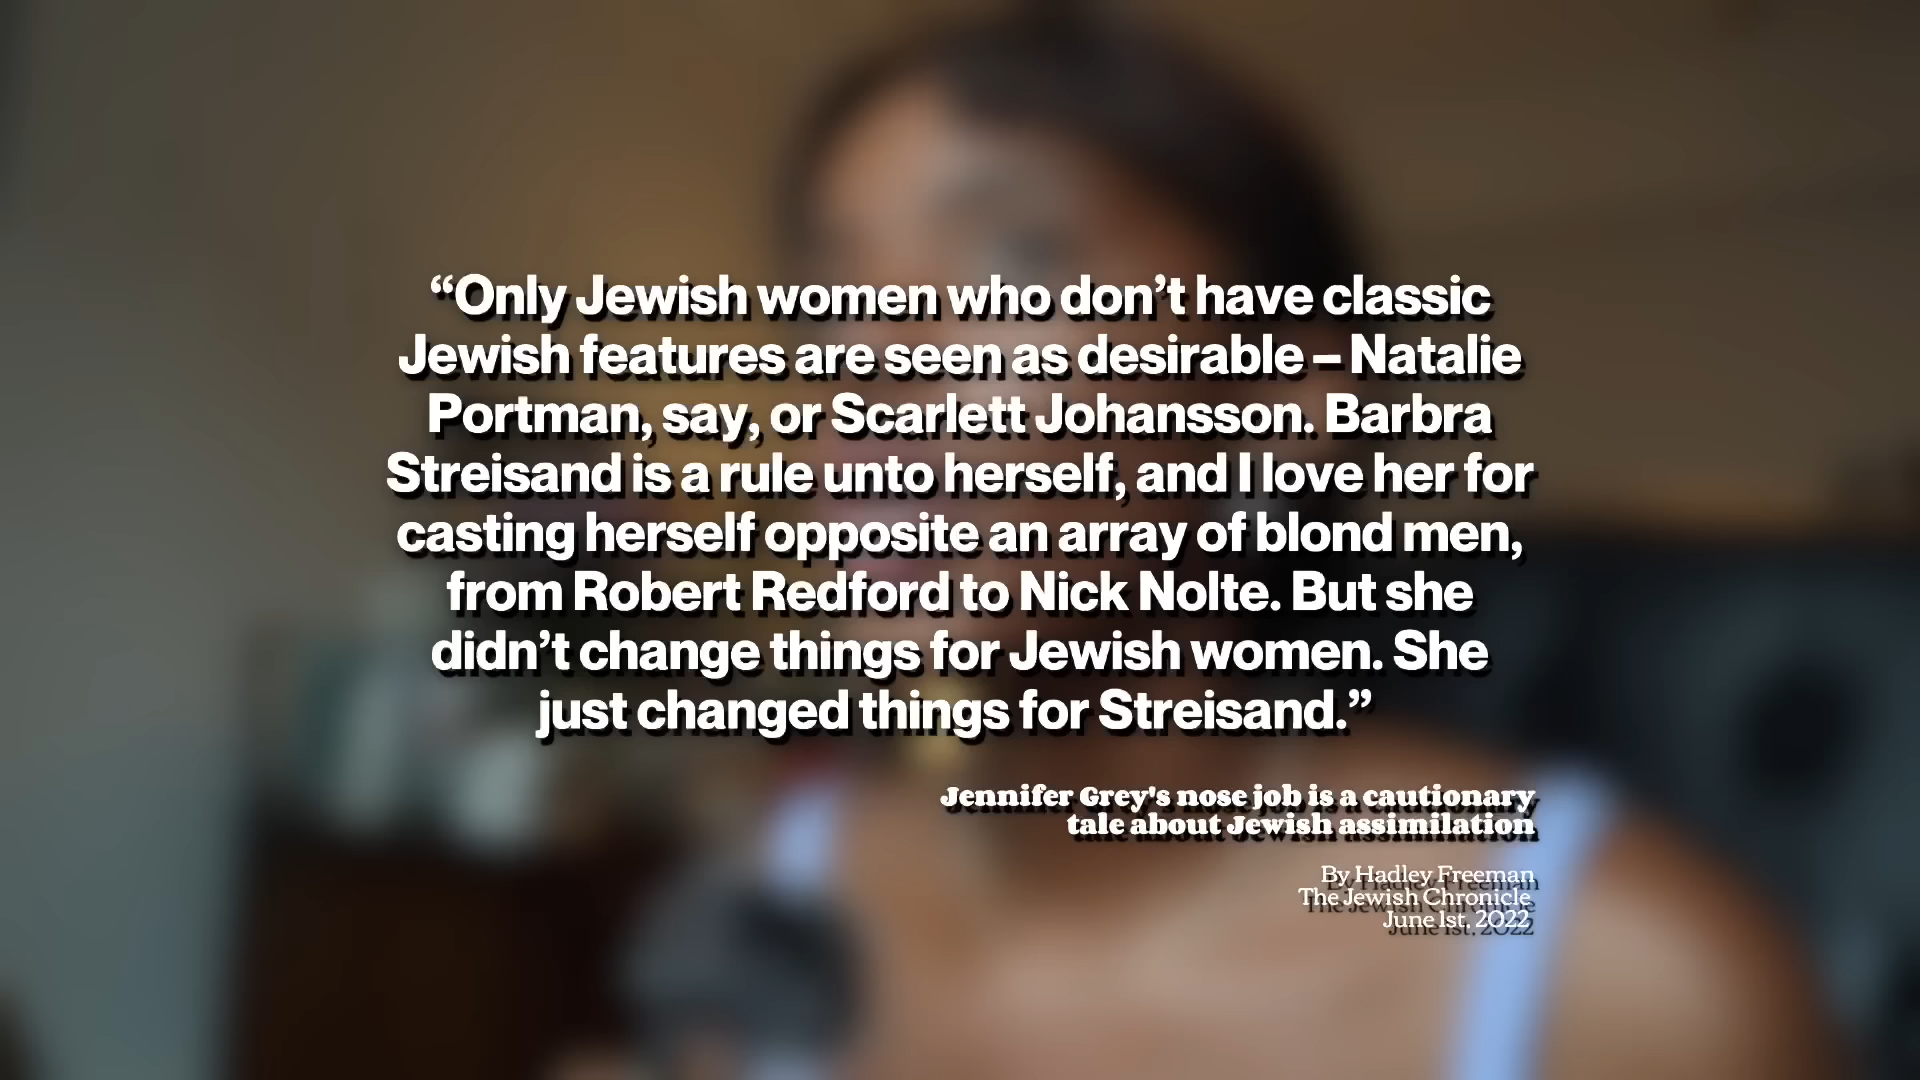 “Only Jewish women who don’t have classic
Jewish features are seen as desirable – Natalie
Portman, say, or Scarlett Johansson. Barbra
Streisand is a rule unto herself, and I love her for
casting herself opposite an array of blond men,
from Robert Redford to Nick Nolte. But she
didn’t change things for Jewish women. She
just changed things for Streisand.”
Jennifer Grey's nose job is a cautionary
tale about Jewish assimilation
By Hadley Freeman
The Jewish Chronicle
June 1st, 2022